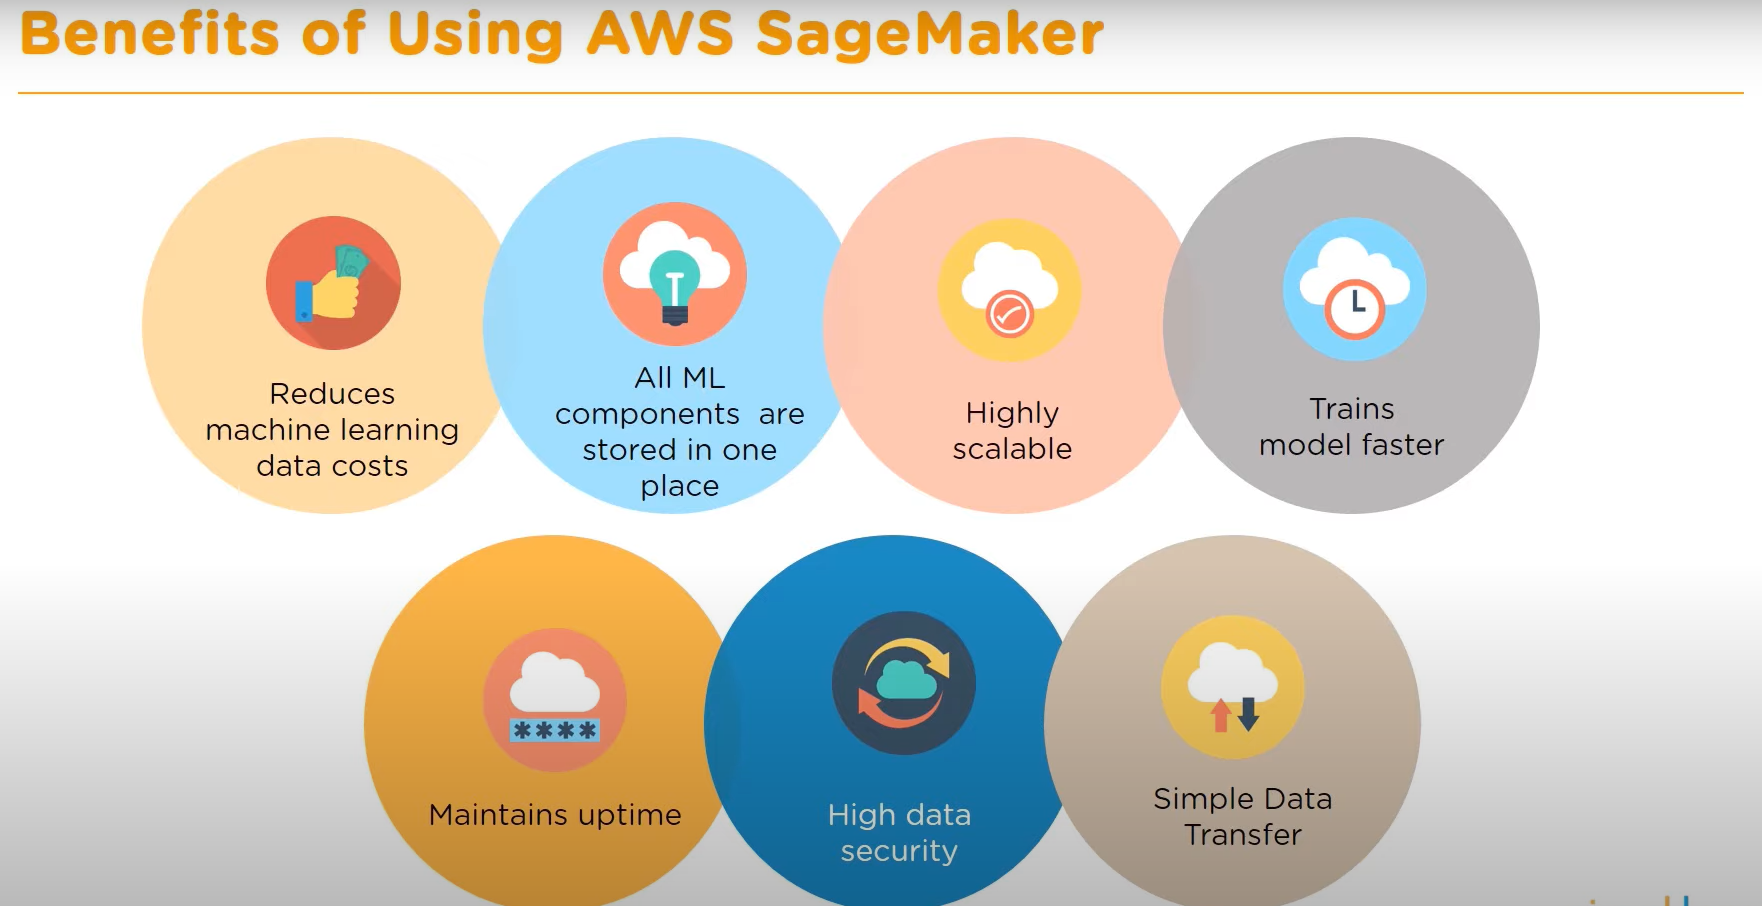 Benefits of Using AWS SageMaker
Reduces
machine learning
data costs
All ML
components are
stored in one
place
Highly
scalable
Trains
model faster
****
Maintains uptime
High data
security
Simple Data
Transfer